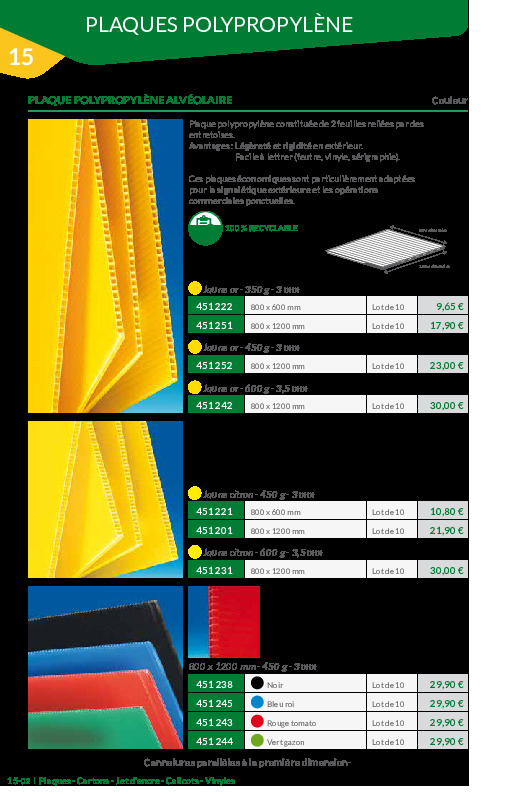 PLAQUES POLYPROPYLÈNE
15
PLAQUE POLYPROPYLÈNE ALVÉOLAIRE
Couleur
Plaque polypropylène constituée de 2 feuilles reliées par des
entretoises.
Avantages : Légèreté et rigidité en extérieur.
Facile à lettrer (feutre, vinyle, sérigraphie).
Ces plaques économiques sont particulièrement adaptées
pour la signalétique extérieure et les opérations
commerciales ponctuelles.
100 % RECYCLABLE
Jaune or - 350 g - 3 mm
451222 800 x 600 mm Lot de 10 9,65 €
451251 800 x 1200 mm Lot de 10 17,90 €
Jaune or - 450 g - 3 mm
451252 800 x 1200 mm Lot de 10 23,00 €
Jaune or - 600 g - 3,5 mm
451242 800 x 1200 mm Lot de 10 30,00 €
Jaune citron - 450 g - 3 mm
451221 800 x 600 mm Lot de 10 10,80 €
451201 800 x 1200 mm Lot de 10 21,90 €
Jaune citron - 600 g - 3,5 mm
451231 800 x 1200 mm Lot de 10 30,00 €
800 x 1200 mm - 450 g - 3 mm
451238 Noir Lot de 10 29,90 €
451245 Bleu roi Lot de 10 29,90 €
451243 Rouge tomato Lot de 10 29,90 €
451244 Vert gazon Lot de 10 29,90 €
Cannelures parallèles à la première dimension
15-02 | Plaques - Cartons - Jet d'encre - Calicots - Vinyles